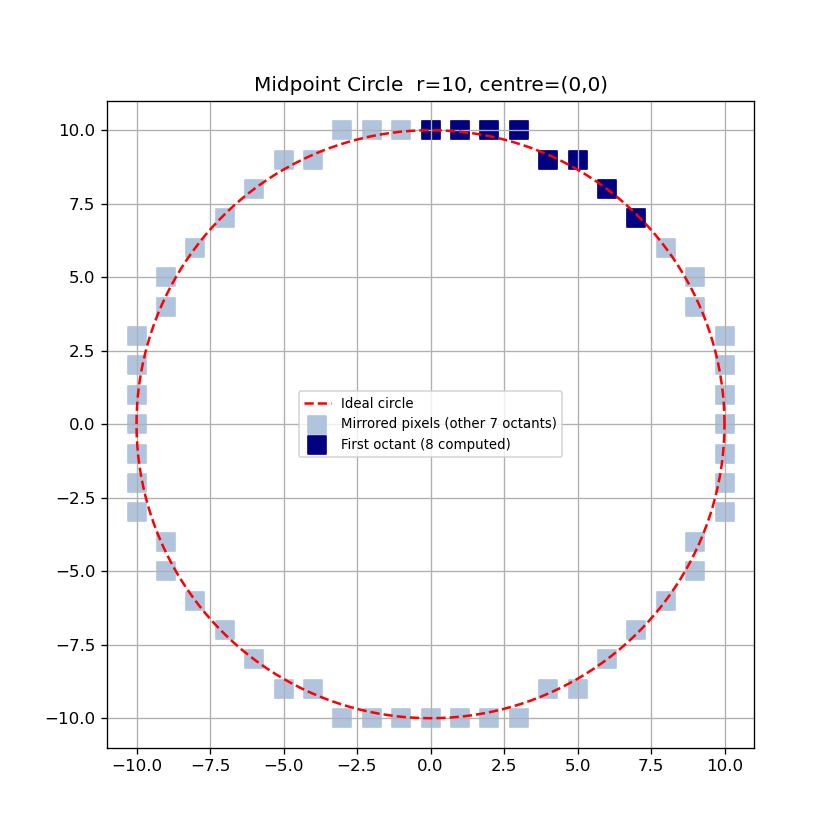 Midpoint Circle  r=10, centre=(0,0)
10.0
7.5
5.0
2.5
0.0
−2.5
−5.0
−7.5
−10.0
Ideal circle
Mirrored pixels (other 7 octants)
First octant (8 computed)
−10.0 −7.5 −5.0 −2.5 0.0 2.5 5.0 7.5 10.0